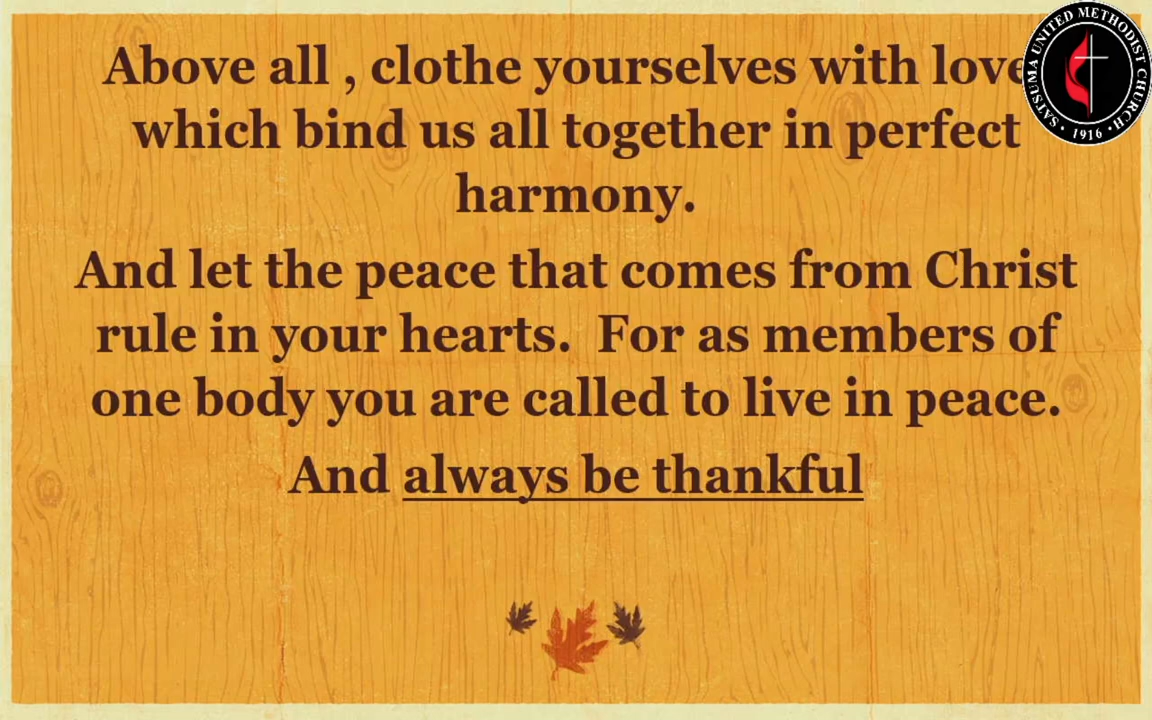 Above all , clothe yourselves with love
which bind us all together in perfect
harmony.
And let the peace that comes from Christ
rule in your hearts.  For as members of
one body you are called to live in peace.
And always be thankful
SATSUMA UNITED METHODIST CHURCH
• 1916 •